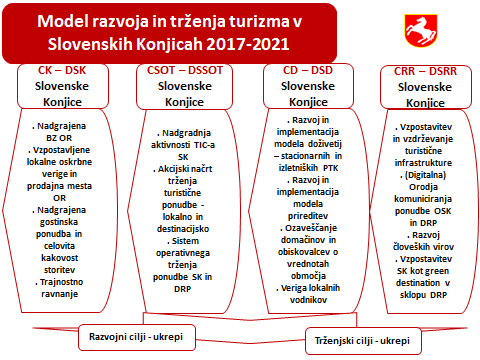 Model razvoja in trženja turizma v
Slovenskih Konjicah 2017-2021
CK – DSK
Slovenske
Konjice
. Nadgrajena
BZ OR
. Vzpostavljene
lokalne oskrbne
verige in
prodajna mesta
OR
. Nadgrajena
gostinska
ponudba in
celovita
kakovost
storitev
. Trajnostno
ravnanje
CSOT – DSSOT
Slovenske
Konjice
. Nadgradnja
aktivnosti TIC-a
SK
. Akcijski načrt
trženja
turistične
ponudbe -
lokalno in
destinacijsko
. Sistem
operativnega
trženja
ponudbe SK in
DRP
CD – DSD
Slovenske
Konjice
. Razvoj in
implementacija
modela doživetij
– stacionarnih in
izletniških PTK
. Razvoj in
implementacija
modela
prireditev
. Ozaveščanje
domačinov in
obiskovalcev o
vrednotah
območja
. Veriga lokalnih
vodnikov
CRR – DSRR
Slovenske
Konjice
. Vzpostavitev
in vzdrževanje
turistične
infrastrukture
. (Digitalna)
Orodja
komuniciranja
ponudbe OSK
in DRP
. Razvoj
človeških virov
. Vzpostavitev
SK kot green
destination v
sklopu DRP
Razvojni cilji - ukrepi
Trženjski cilji - ukrepi